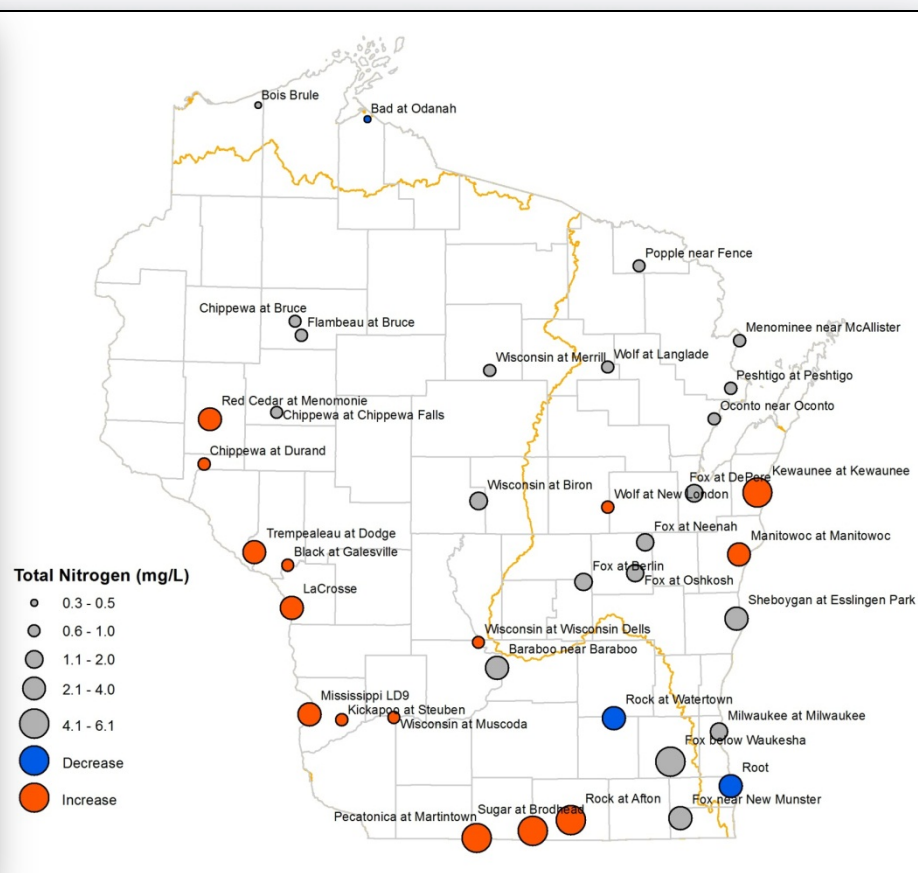 Bois Brule
Bad at Odanah
Popple near Fence
Chippewa at Bruce
Flambeau at Bruce
Menominee near McAllister
Wisconsin at Merrill
Wolf at Langlade
Peshtigo at Peshtigo
Red Cedar at Menomonie
Oconto near Oconto
Chippewa at Chippewa Falls
Chippewa at Durand
Kewaunee at Kewaunee
Fox at DePere
Wisconsin at Biron
Wolf at New London
Fox at Neenah
Trempealeau at Dodge
Manitowoc at Manitowoc
Black at Galesville
Fox at Berlin
Fox at Oshkosh
Total Nitrogen (mg/L)
0.3 - 0.5
0.6 - 1.0
1.1 - 2.0
2.1 - 4.0
4.1 - 6.1
Decrease
Increase
LaCrosse
Sheboygan at Esslingen Park
Wisconsin at Wisconsin Dells
Baraboo near Baraboo
Mississippi LD9
Kickapoo at Steuben
Wisconsin at Muscoda
Rock at Watertown
Milwaukee at Milwaukee
Fox below Waukesha
Root
Rock at Afton
Fox near New Munster
Sugar at Brodhead
Pecatonica at Martintown